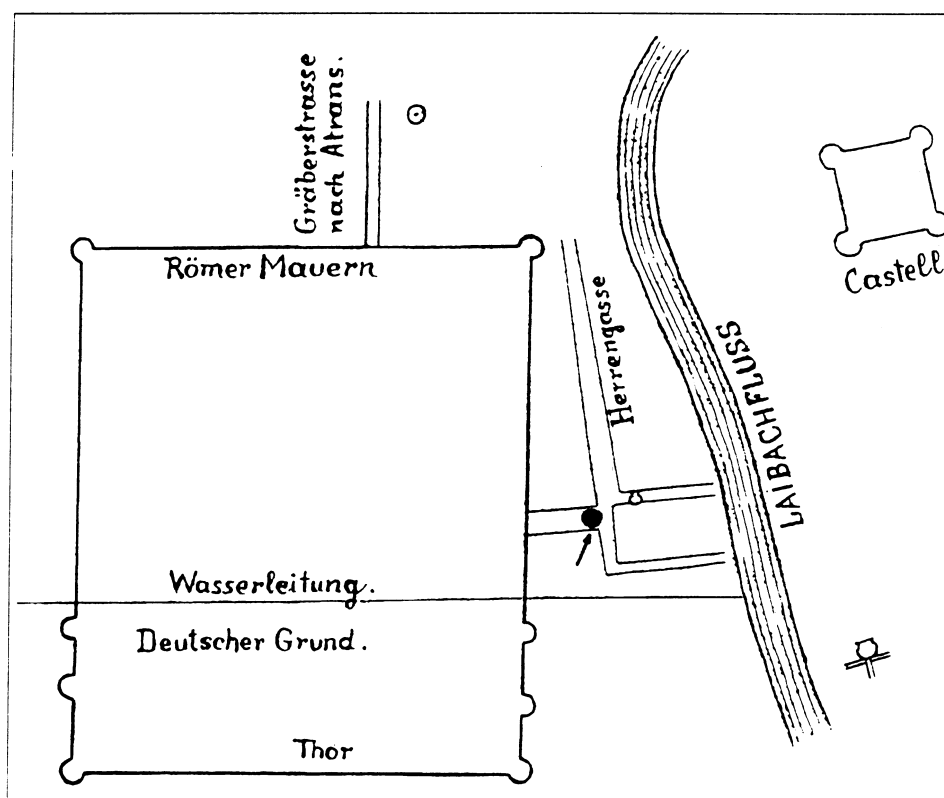 Gräberstrasse
nach Atrans.
Römer Mauern
Castell
Herrengasse
LAIBACHFLUSS
Wasserleitung.
Deutscher Grund.
Thor